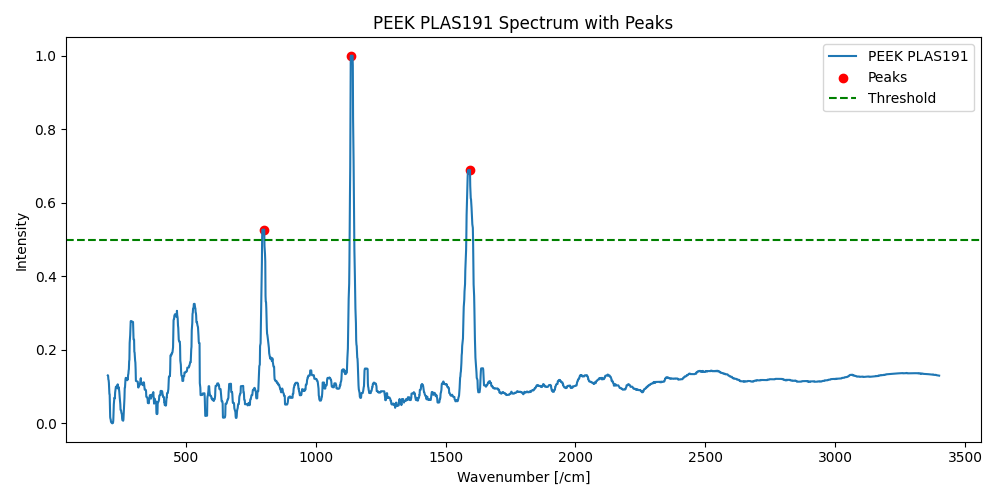 PEEK PLAS191 Spectrum with Peaks
PEEK PLAS191
Peaks
Threshold
Intensity
1.0
0.8
0.6
0.4
0.2
0.0
500 1000 1500 2000 2500 3000 3500
Wavenumber [/cm]